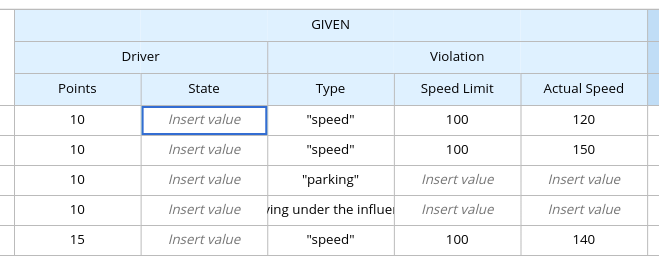 GIVEN
Driver Violation
Points State Type Speed Limit Actual Speed
10 Insert value "speed" 100 120
10 Insert value "speed" 100 150
10 Insert value "parking" Insert value Insert value
10 Insert value under the Insert value Insert value
15 Insert value "speed" 100 140